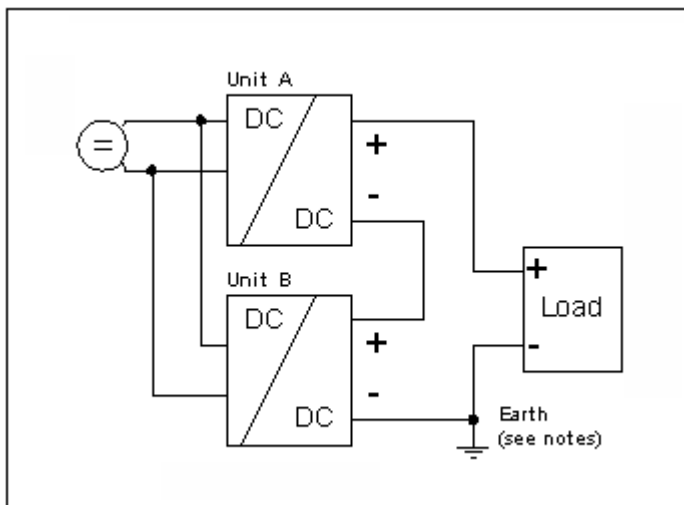 Unit A
DC
=
+
-
DC
Unit B
DC
+
Load
-
+
-
DC
Earth
(see notes)